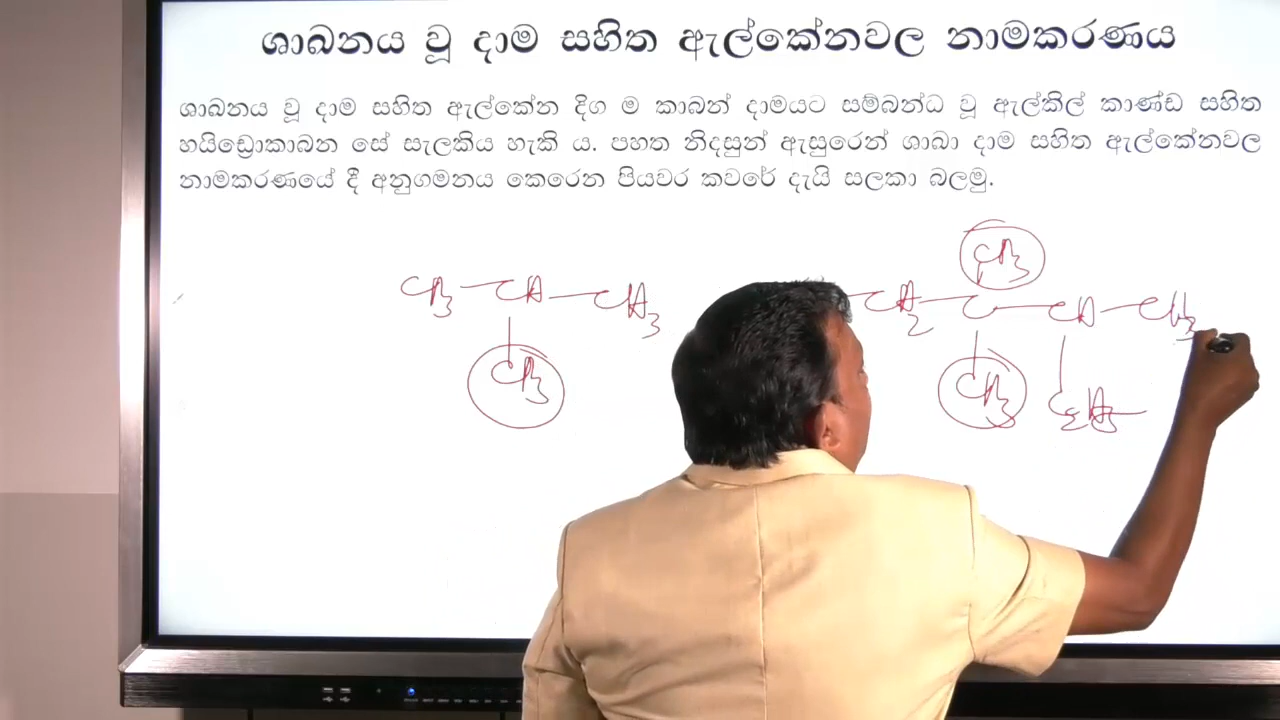 ශාඛනය වූ දාම සහිත ඇල්කේනවල නාමකරණය
ශාඛනය වූ දාම සහිත ඇල්කේන දිග ම කාබන් දාමයට සම්බන්ධ වූ ඇල්කිල් කාණ්ඩ සහිත
හයිඩ්‍රොකාබන සේ සැලකිය හැකි ය. පහත නිදසුන් ඇසුරෙන් ශාඛා දාම සහිත ඇල්කේනවල
නාමකරණයේ දී අනුගමනය කෙරෙන පියවර කවරේ දැයි සලකා බලමු.
CH3
CH3 — CH — CH3
CH2 — C — CH — CH3
CH3
CH3